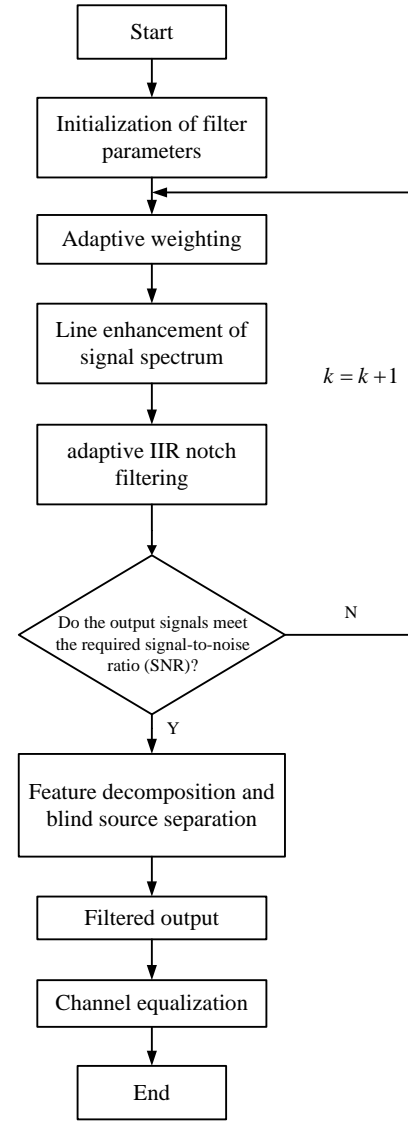 Start
Initialization of filter
parameters
Adaptive weighting
Line enhancement of
signal spectrum
k = k +1
adaptive IIR notch
filtering
Do the output signals meet
the required signal-to-noise
ratio (SNR)?
N
Y
Feature decomposition and
blind source separation
Filtered output
Channel equalization
End